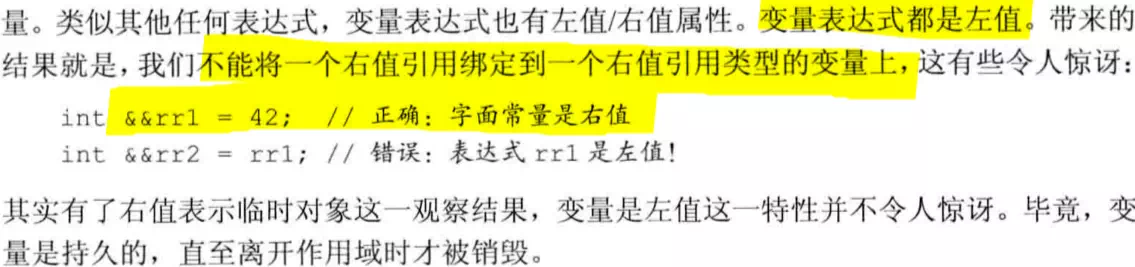 量。类似其他任何表达式，变量表达式也有左值/右值属性。变量表达式都是左值。带来的
结果就是，我们不能将一个右值引用绑定到一个右值引用类型的变量上，这有些令人惊讶：
int &&rr1 = 42; // 正确：字面常量是右值
int &&rr2 = rr1; // 错误：表达式 rr1 是左值！
其实有了右值表示临时对象这一观察结果，变量是左值这一特性并不令人惊讶。毕竟，变
量是持久的，直至离开作用域时才被销毁。